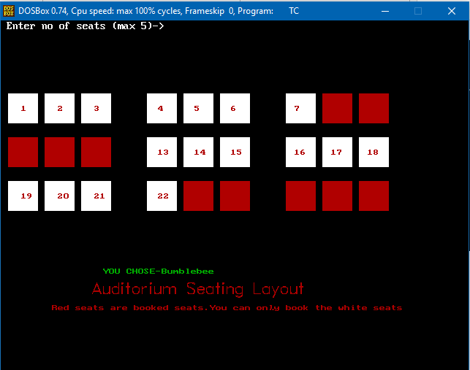 DOSBox 0.74, Cpu speed: max 100% cycles, Frameskip 0, Program: TC
Enter no of seats (max 5)->
1 2 3 4 5 6 7
13 14 15 16 17 18
19 20 21 22
YOU CHOSE-Bumblebee
Auditorium Seating Layout
Red seats are booked seats.You can only book the white seats